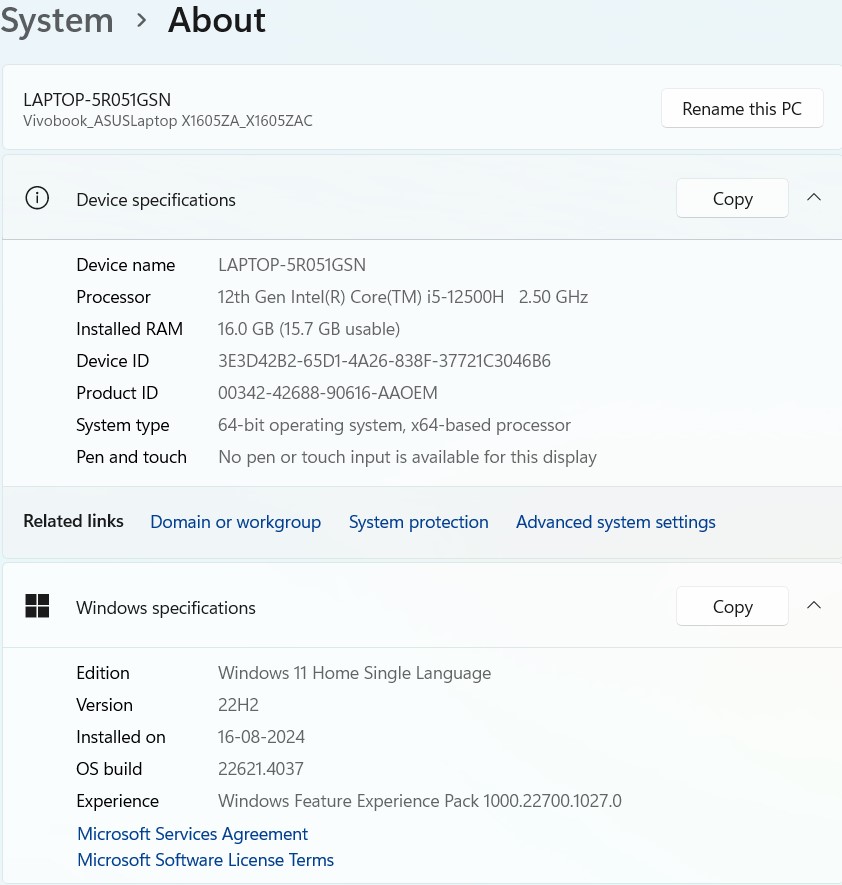 System > About
LAPTOP-5R051GSN
Vivobook_ASUSLaptop X1605ZA_X1605ZAC
Rename this PC
Device specifications
Copy
Device name LAPTOP-5R051GSN
Processor 12th Gen Intel(R) Core(TM) i5-12500H 2.50 GHz
Installed RAM 16.0 GB (15.7 GB usable)
Device ID 3E3D42B2-65D1-4A26-838F-37721C3046B6
Product ID 00342-42688-90616-AAOEM
System type 64-bit operating system, x64-based processor
Pen and touch No pen or touch input is available for this display
Related links Domain or workgroup System protection Advanced system settings
Windows specifications
Copy
Edition Windows 11 Home Single Language
Version 22H2
Installed on 16-08-2024
OS build 22621.4037
Experience Windows Feature Experience Pack 1000.22700.1027.0
Microsoft Services Agreement
Microsoft Software License Terms